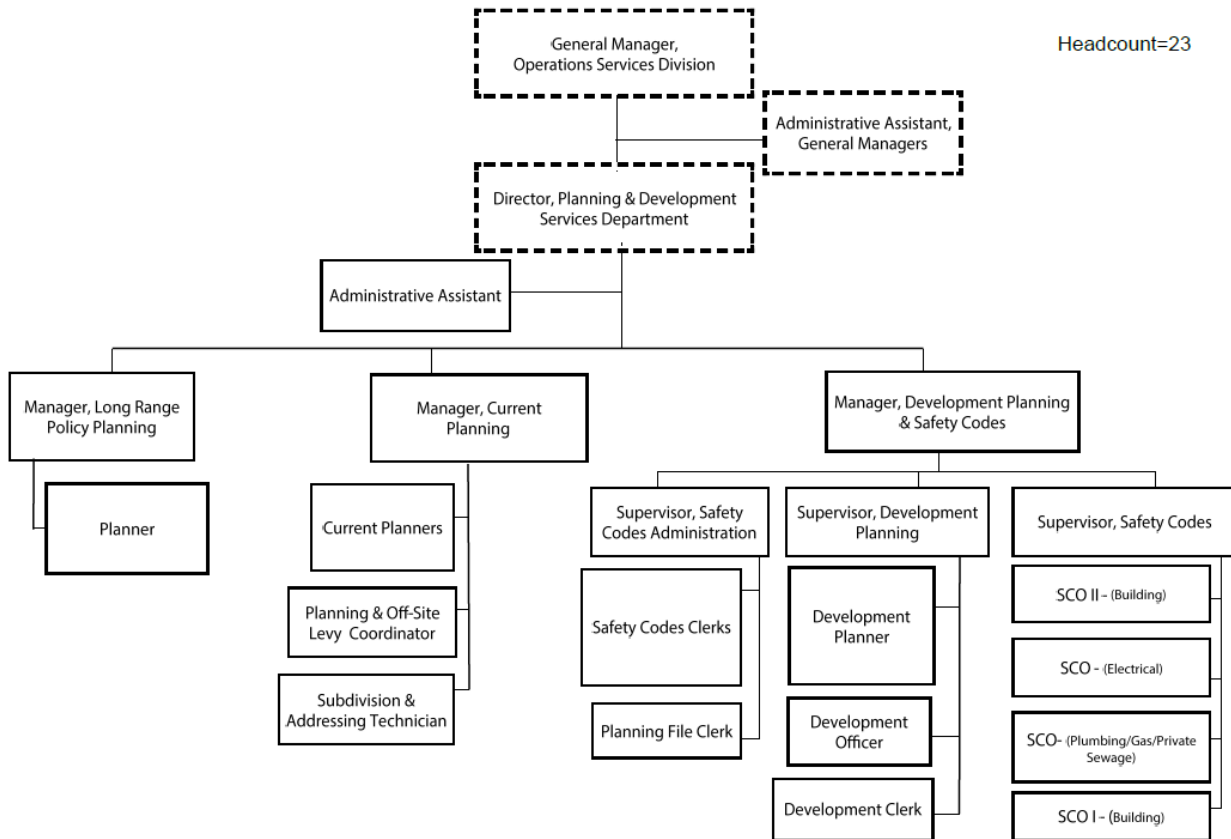 General Manager,
Operations Services Division
Headcount=23
Administrative Assistant,
General Managers
Director, Planning & Development
Services Department
Administrative Assistant
Manager, Long Range
Policy Planning
Manager, Current
Planning
Manager, Development Planning
& Safety Codes
Planner
Current Planners
Planning & Off-Site
Levy Coordinator
Subdivision &
Addressing Technician
Supervisor, Safety
Codes Administration
Safety Codes Clerks
Planning File Clerk
Supervisor, Development
Planning
Development
Planner
Development
Officer
Development Clerk
Supervisor, Safety Codes
SCO II - (Building)
SCO - (Electrical)
SCO- (Plumbing/Gas/Private
Sewage)
SCO I - (Building)